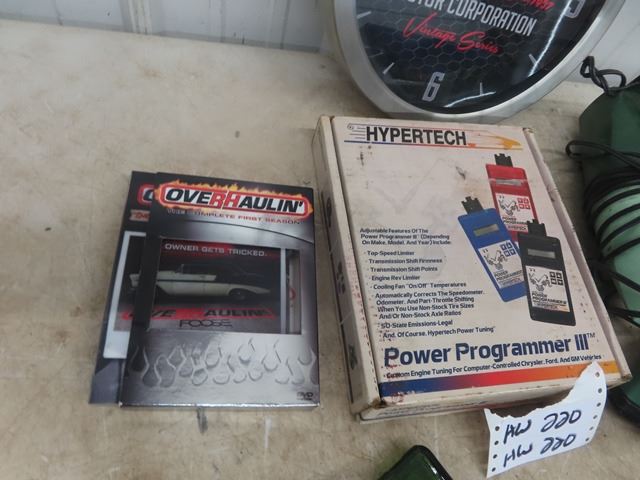 OTOR CORPORATION
Vintage Series
6
HYPERTECH
OVERHAULIN'
COMPLETE FIRST SEASON
OWNER GETS TRICKED.
FOOSE
DVD
Adjustable Features Of The
Power Programmer III* (Depending
On Make, Model, And Year) Include:
· Top-Speed Limiter
· Transmission Shift Firmness
· Transmission Shift Points
· Engine Rev Limiter
· Cooling Fan "On/Off" Temperatures
· Automatically Corrects The Speedometer,
Odometer, And Part-Throttle Shifting
When You Use Non-Stock Tire Sizes
And/Or Non-Stock Axle Ratios
· 50-State Emissions-Legal
· And, Of Course, Hypertech Power Tuning*
Power Programmer III™
Custom Engine Tuning For Computer-Controlled Chrysler, Ford, And GM Vehicles
HW 220
HW 220